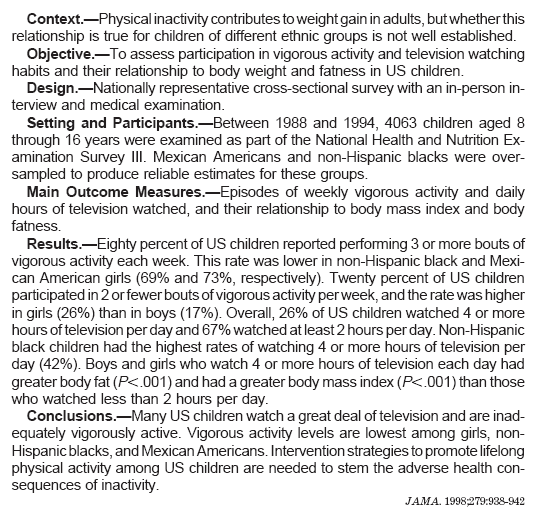 Context.—Physical inactivity contributes to weight gain in adults, but whether this
relationship is true for children of different ethnic groups is not well established.
Objective.—To assess participation in vigorous activity and television watching
habits and their relationship to body weight and fatness in US children.
Design.—Nationally representative cross-sectional survey with an in-person in-
terview and medical examination.
Setting and Participants.—Between 1988 and 1994, 4063 children aged 8
through 16 years were examined as part of the National Health and Nutrition Ex-
amination Survey III. Mexican Americans and non-Hispanic blacks were over-
sampled to produce reliable estimates for these groups.
Main Outcome Measures.—Episodes of weekly vigorous activity and daily
hours of television watched, and their relationship to body mass index and body
fatness.
Results.—Eighty percent of US children reported performing 3 or more bouts of
vigorous activity each week. This rate was lower in non-Hispanic black and Mexi-
can American girls (69% and 73%, respectively). Twenty percent of US children
participated in 2 or fewer bouts of vigorous activity per week, and the rate was higher
in girls (26%) than in boys (17%). Overall, 26% of US children watched 4 or more
hours of television per day and 67% watched at least 2 hours per day. Non-Hispanic
black children had the highest rates of watching 4 or more hours of television per
day (42%). Boys and girls who watch 4 or more hours of television each day had
greater body fat (P<.001) and had a greater body mass index (P<.001) than those
who watched less than 2 hours per day.
Conclusions.—Many US children watch a great deal of television and are inad-
equately vigorously active. Vigorous activity levels are lowest among girls, non-
Hispanic blacks, and Mexican Americans. Intervention strategies to promote lifelong
physical activity among US children are needed to stem the adverse health con-
sequences of inactivity.
JAMA. 1998;279:938-942